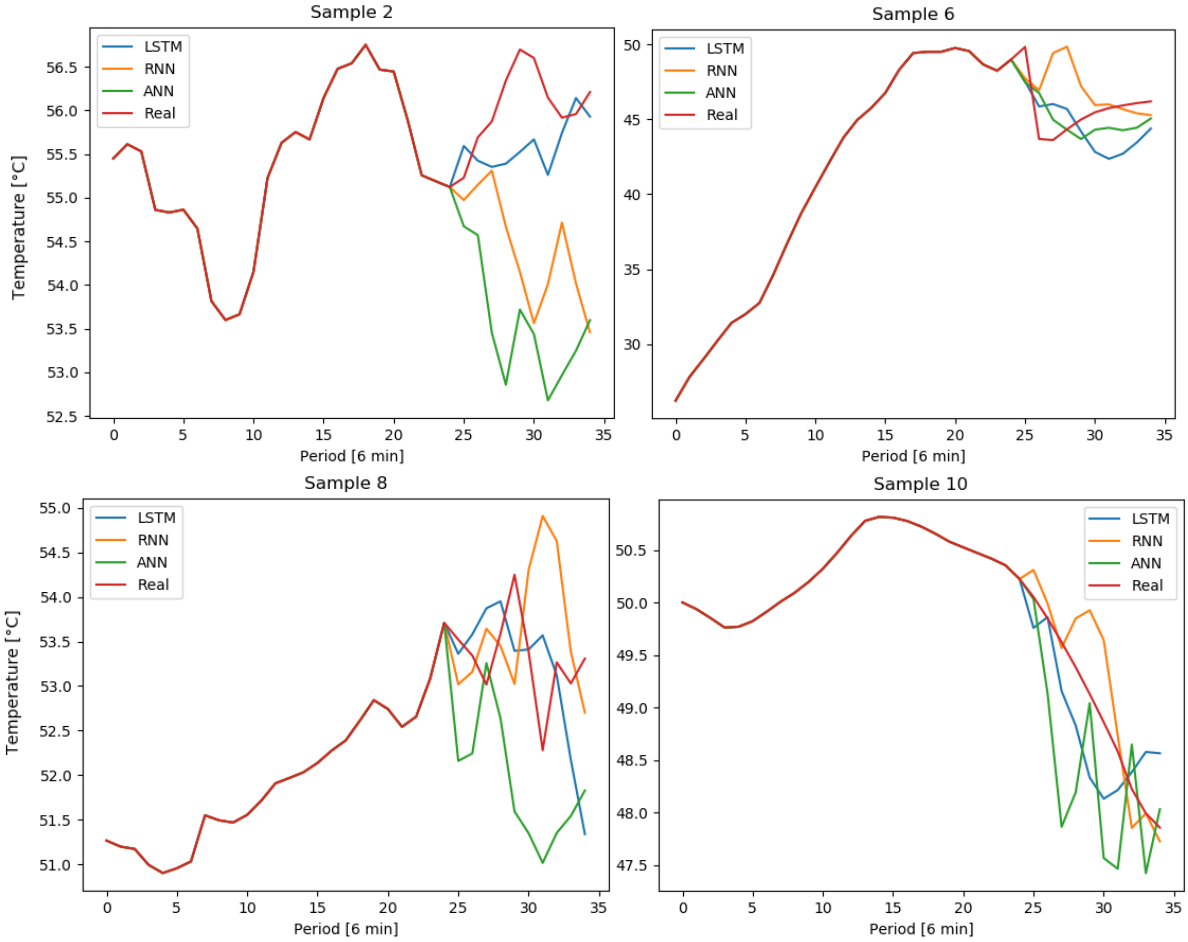 Sample 2
LSTM
RNN
ANN
Real
56.5
56.0
55.5
55.0
54.5
54.0
53.5
53.0
52.5
Temperature [°C]
0 5 10 15 20 25 30 35
Period [6 min]
Sample 6
LSTM
RNN
ANN
Real
50
45
40
35
30
0 5 10 15 20 25 30 35
Period [6 min]
Sample 8
LSTM
RNN
ANN
Real
55.0
54.5
54.0
53.5
53.0
52.5
52.0
51.5
51.0
Temperature [°C]
0 5 10 15 20 25 30 35
Period [6 min]
Sample 10
LSTM
RNN
ANN
Real
50.5
50.0
49.5
49.0
48.5
48.0
47.5
0 5 10 15 20 25 30 35
Period [6 min]